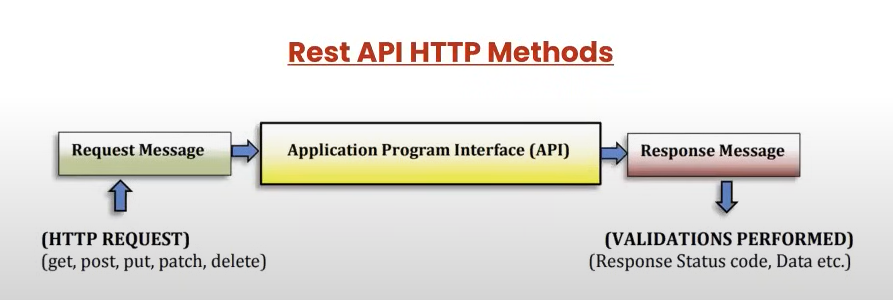 Rest API HTTP Methods
Request Message
Application Program Interface (API)
Response Message
(HTTP REQUEST)
(get, post, put, patch, delete)
(VALIDATIONS PERFORMED)
(Response Status code, Data etc.)